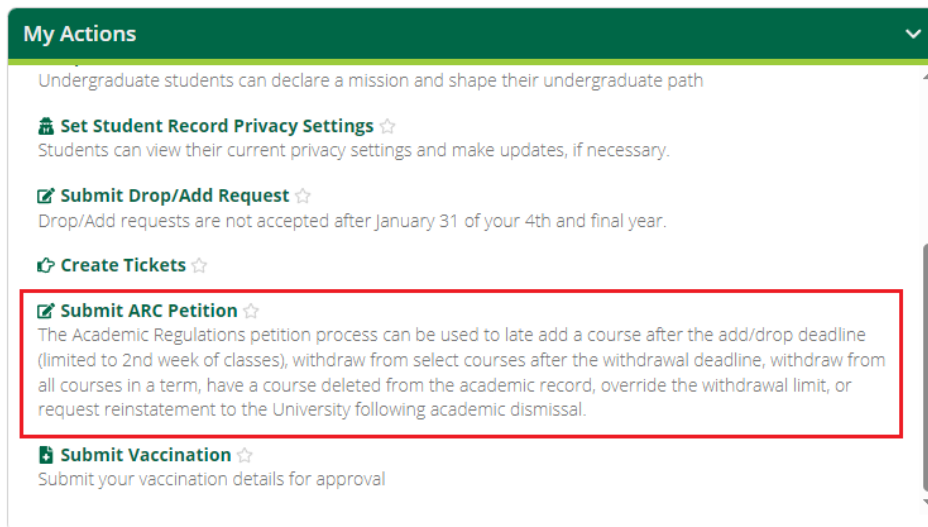 My Actions
Undergraduate students can declare a mission and shape their undergraduate path
Set Student Record Privacy Settings
Students can view their current privacy settings and make updates, if necessary.
Submit Drop/Add Request
Drop/Add requests are not accepted after January 31 of your 4th and final year.
Create Tickets
Submit ARC Petition
The Academic Regulations petition process can be used to late add a course after the add/drop deadline
(limited to 2nd week of classes), withdraw from select courses after the withdrawal deadline, withdraw from
all courses in a term, have a course deleted from the academic record, override the withdrawal limit, or
request reinstatement to the University following academic dismissal.
Submit Vaccination
Submit your vaccination details for approval